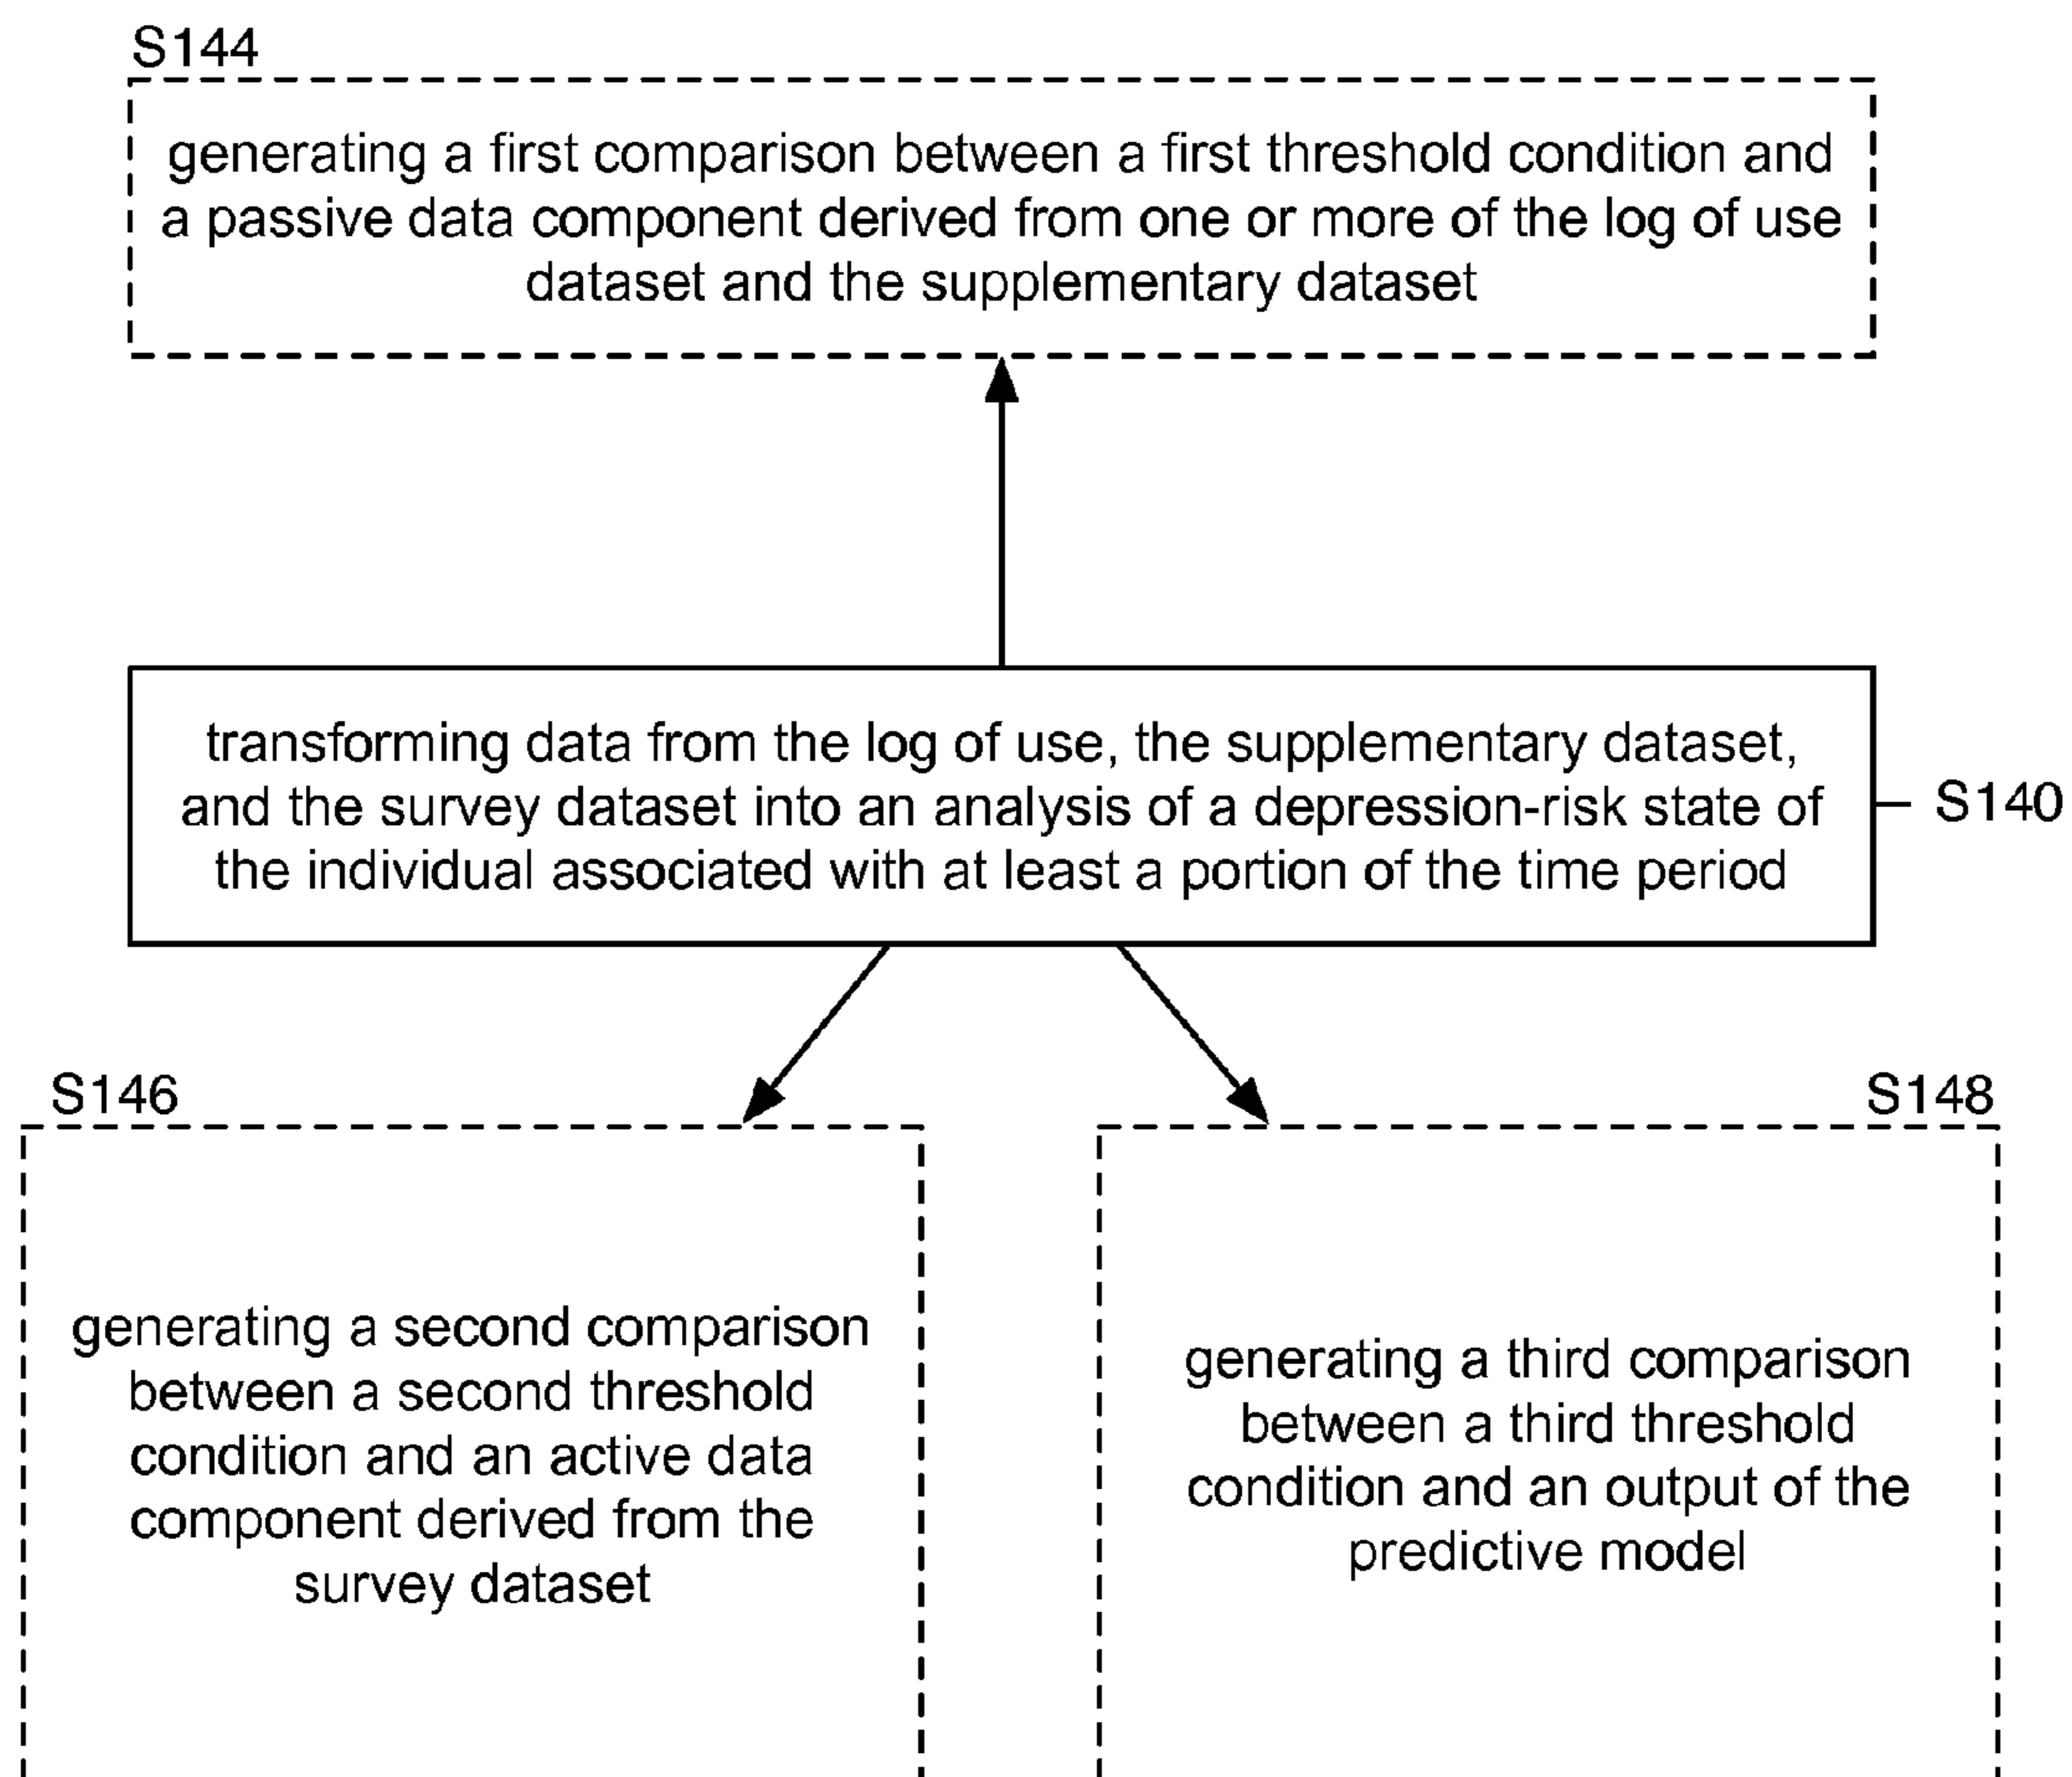 S144
generating a first comparison between a first threshold condition and
a passive data component derived from one or more of the log of use
dataset and the supplementary dataset
transforming data from the log of use, the supplementary dataset,
and the survey dataset into an analysis of a depression-risk state of
the individual associated with at least a portion of the time period
S140
S146
generating a second comparison
between a second threshold
condition and an active data
component derived from the
survey dataset
S148
generating a third comparison
between a third threshold
condition and an output of the
predictive model